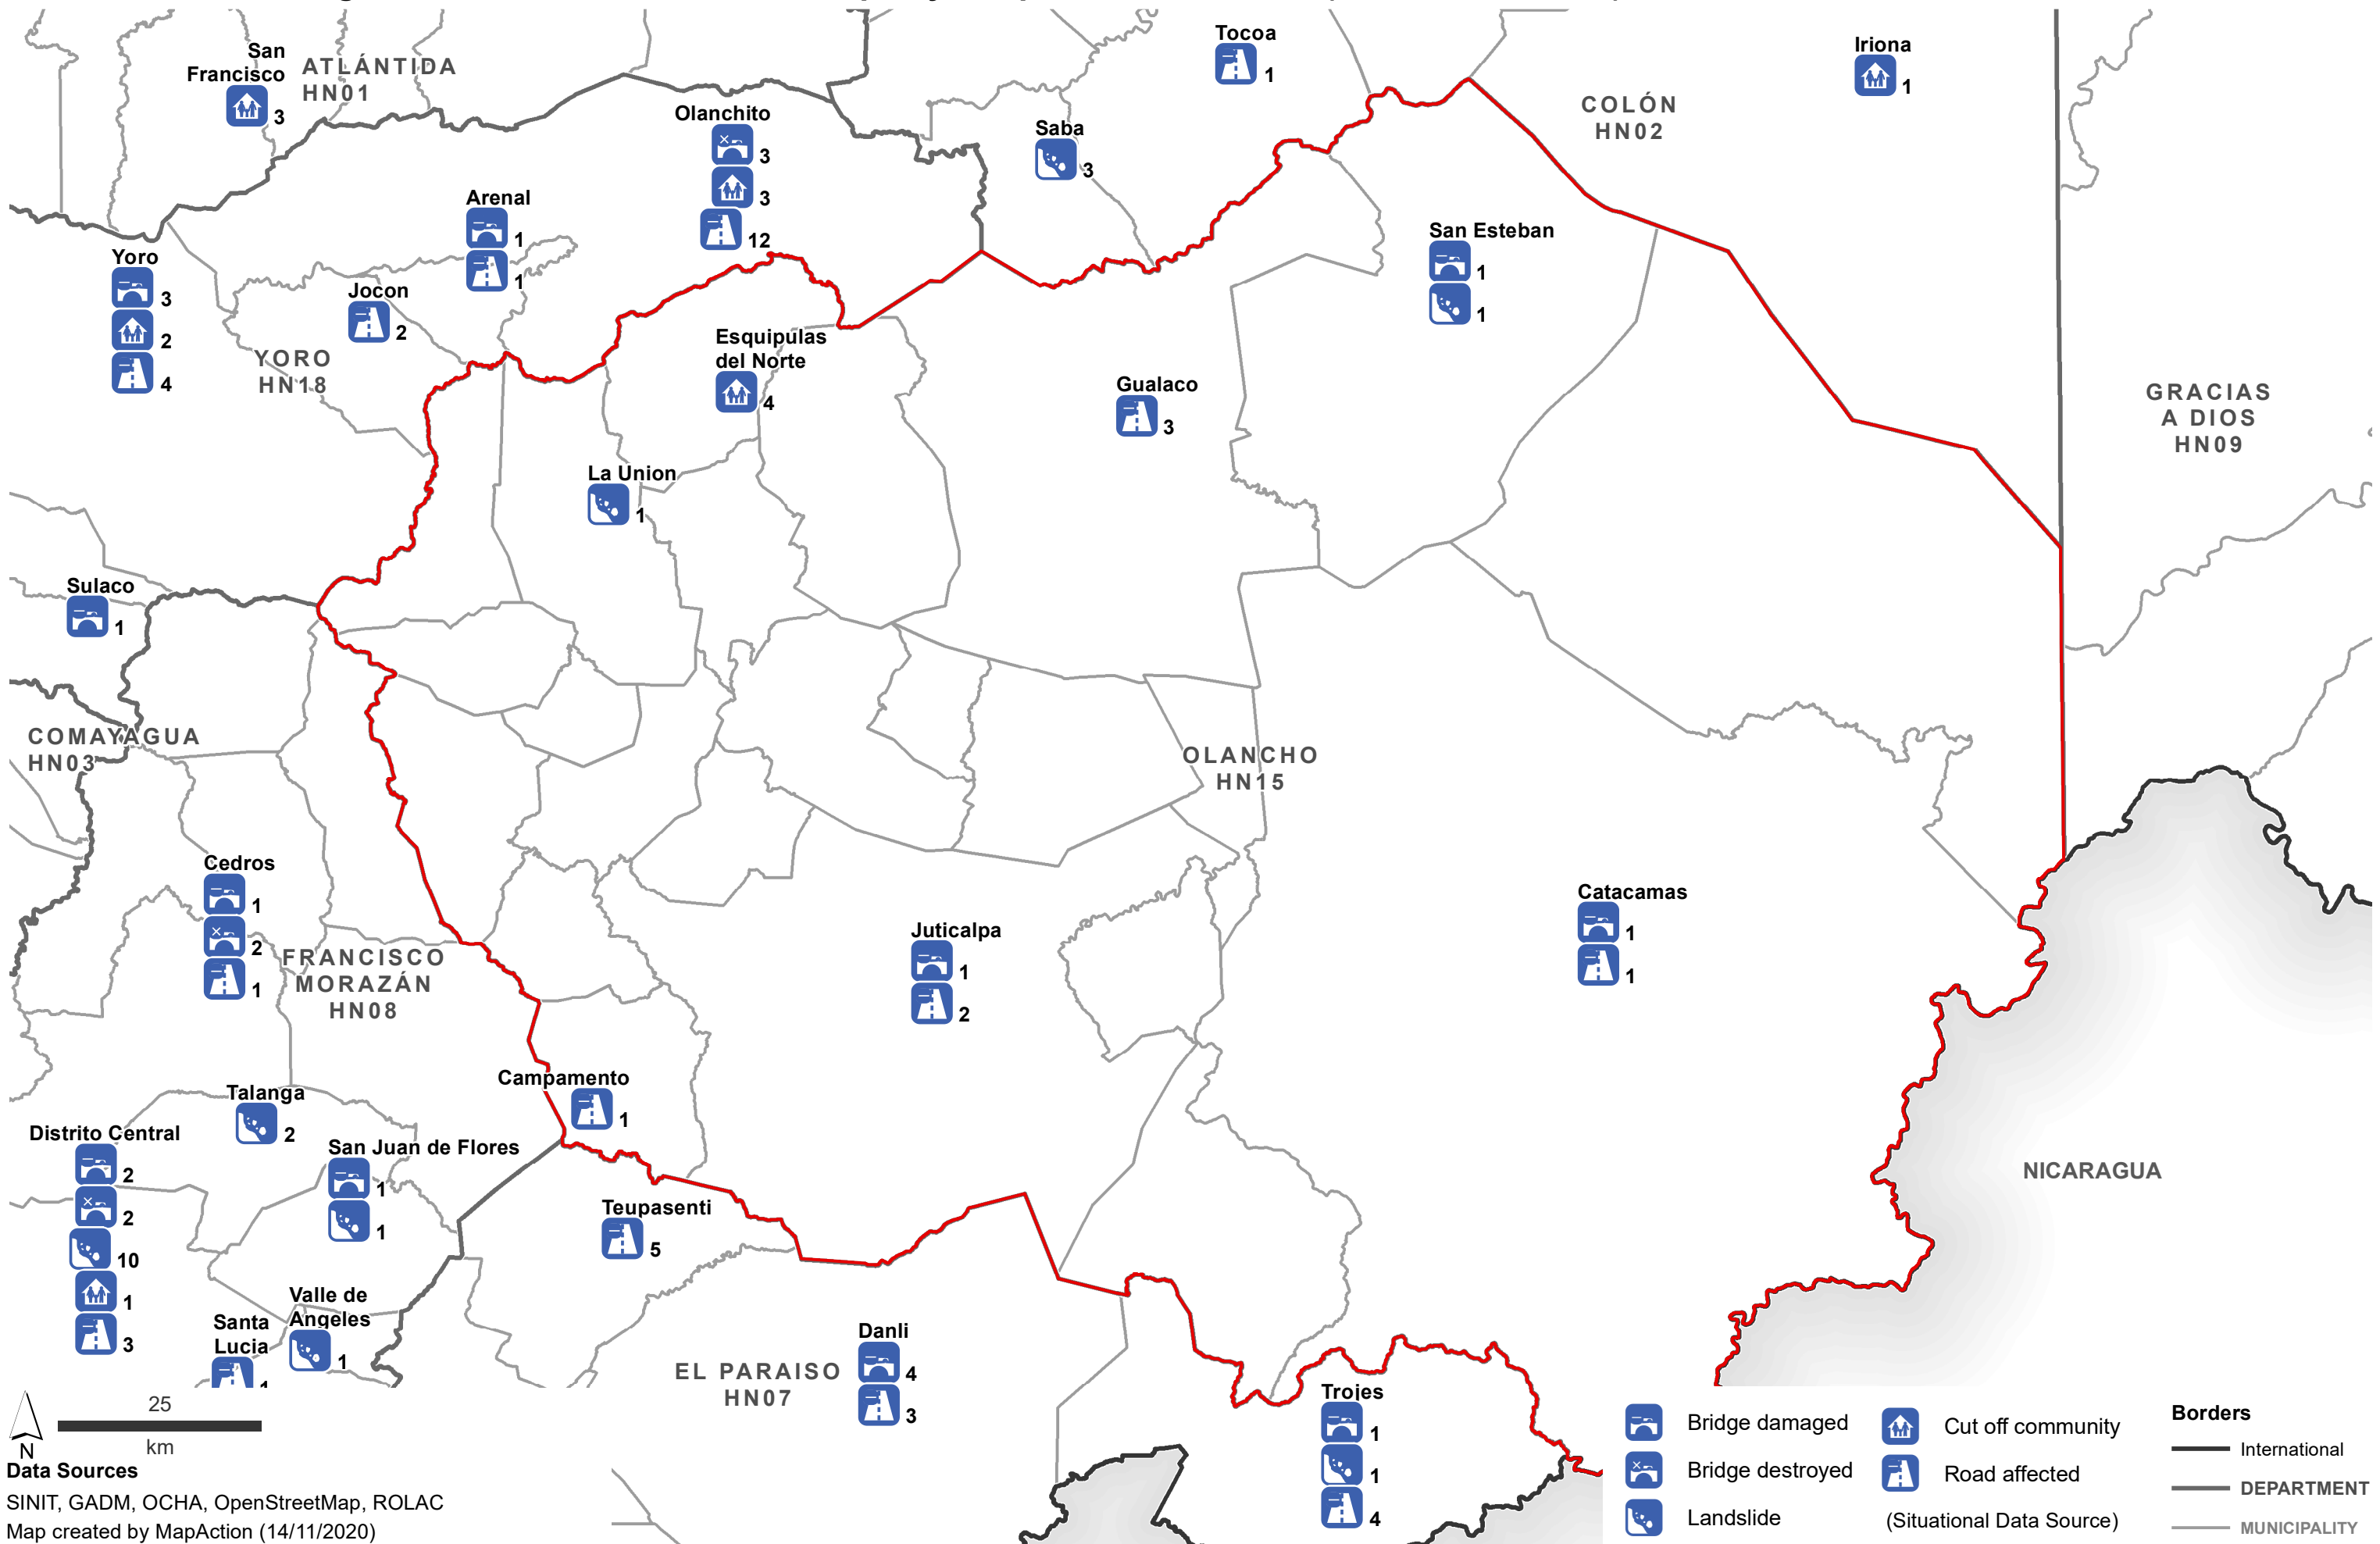 San
Francisco
3
ATLÁNTIDA
HN01
Tocoa
1
Iriona
1
COLÓN
HN02
Olanchito
3
3
12
Saba
3
Arenal
1
1
San Esteban
1
1
Yoro
3
2
4
Jocon
2
YORO
HN18
Esquipulas
del Norte
4
Gualaco
3
GRACIAS
A DIOS
HN09
La Union
1
Sulaco
1
COMAYAGUA
HN03
OLANCHO
HN15
Cedros
1
2
1
FRANCISCO
MORAZÁN
HN08
Juticalpa
1
2
Catacamas
1
1
Campamento
1
Talanga
2
Distrito Central
2
2
10
1
3
San Juan de Flores
1
1
Teupasenti
5
NICARAGUA
Valle de
Angeles
1
Santa
Lucia
1
Danli
4
3
EL PARAISO
HN07
Trojes
1
1
4
25
km
N
Data Sources
SINIT, GADM, OCHA, OpenStreetMap, ROLAC
Map created by MapAction (14/11/2020)
Bridge damaged
Bridge destroyed
Landslide
Cut off community
Road affected
(Situational Data Source)
Borders
International
DEPARTMENT
MUNICIPALITY